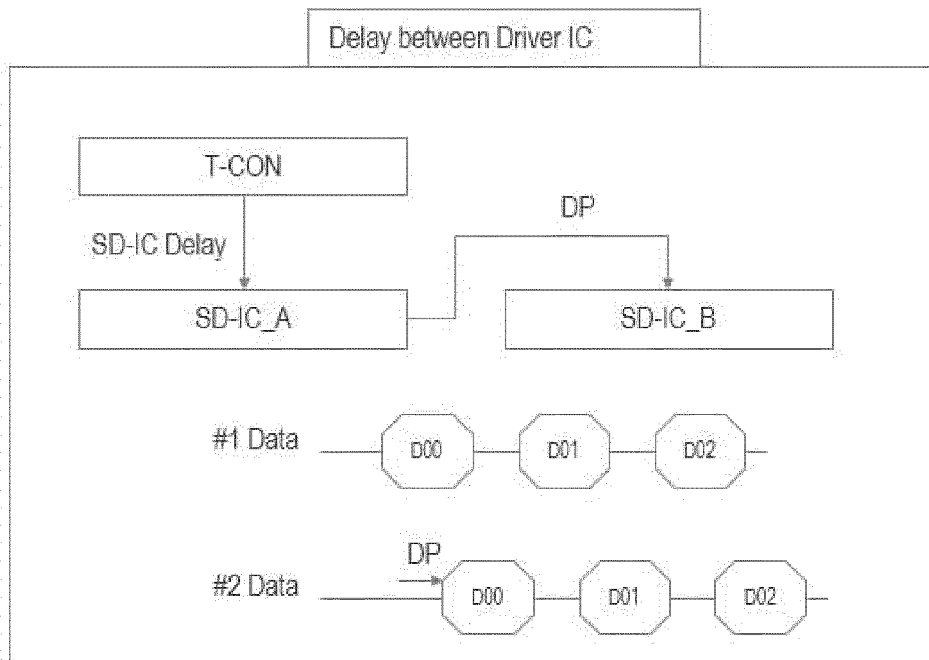 Delay between Driver IC
T-CON
DP
SD-IC Delay
SD-IC_A
SD-IC_B
#1 Data
D00
D01
D02
DP
#2 Data
D00
D01
D02